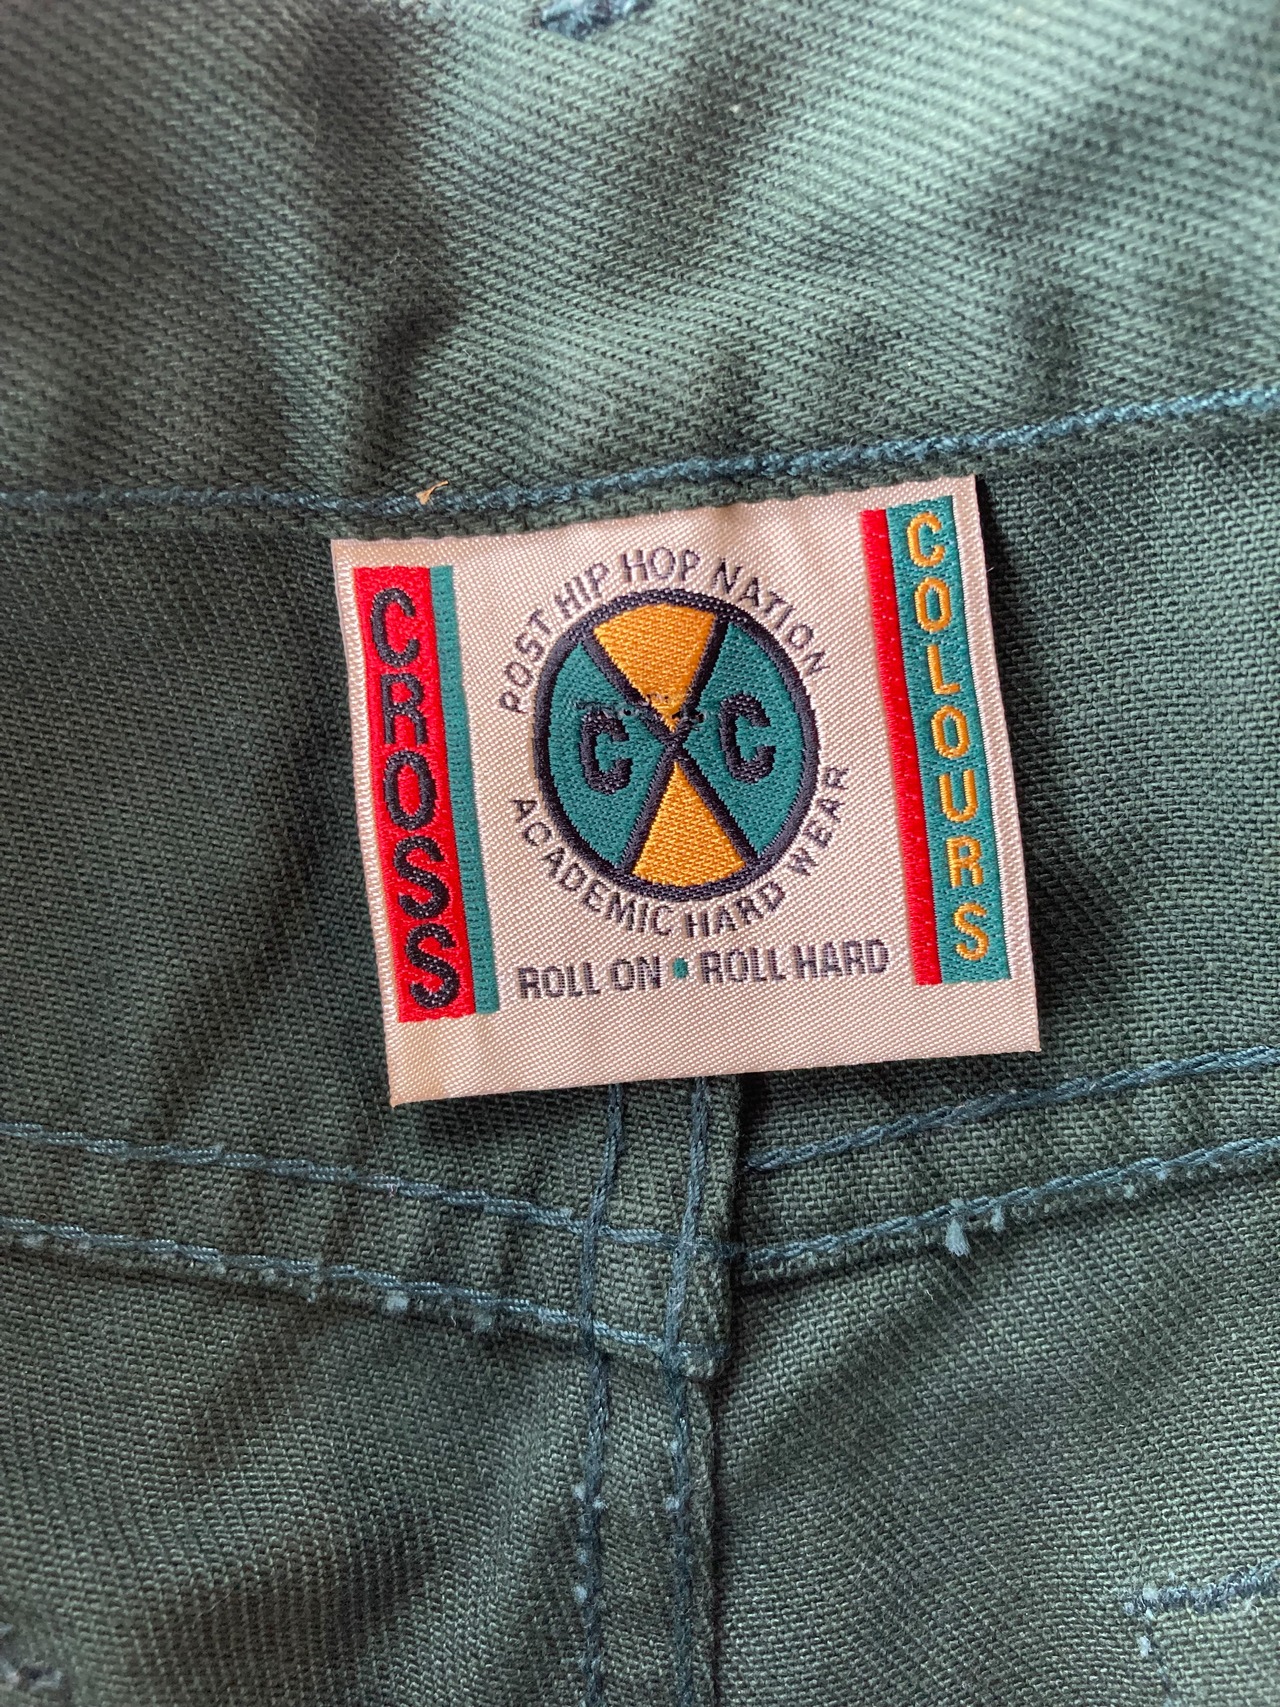 CROSS
POST HIP HOP NATION
C C
ACADEMIC HARD WEAR
ROLL ON • ROLL HARD
COLOURS